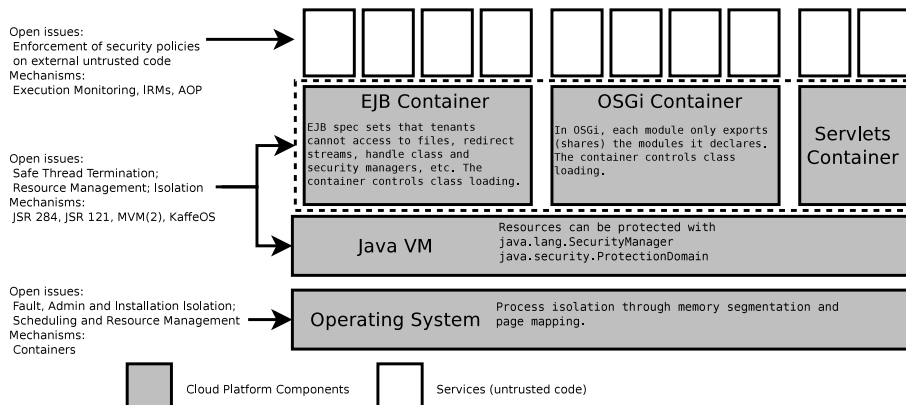 Open issues:
Enforcement of security policies
on external untrusted code
Mechanisms:
Execution Monitoring, IRMs, AOP
EJB Container
EJB spec sets that tenants
cannot access to files, redirect
streams, handle class and
security managers, etc. The
container controls class loading.
OSGi Container
In OSGi, each module only exports
(shares) the modules it declares.
The container controls class
loading.
Servlets
Container
Open issues:
Safe Thread Termination;
Resource Management; Isolation
Mechanisms:
JSR 284, JSR 121, MVM(2), KaffeOS
Java VM
Resources can be protected with
java.lang.SecurityManager
java.security.ProtectionDomain
Open issues:
Fault, Admin and Installation Isolation;
Scheduling and Resource Management
Mechanisms:
Containers
Operating System
Process isolation through memory segmentation and
page mapping.
Cloud Platform Components
Services (untrusted code)